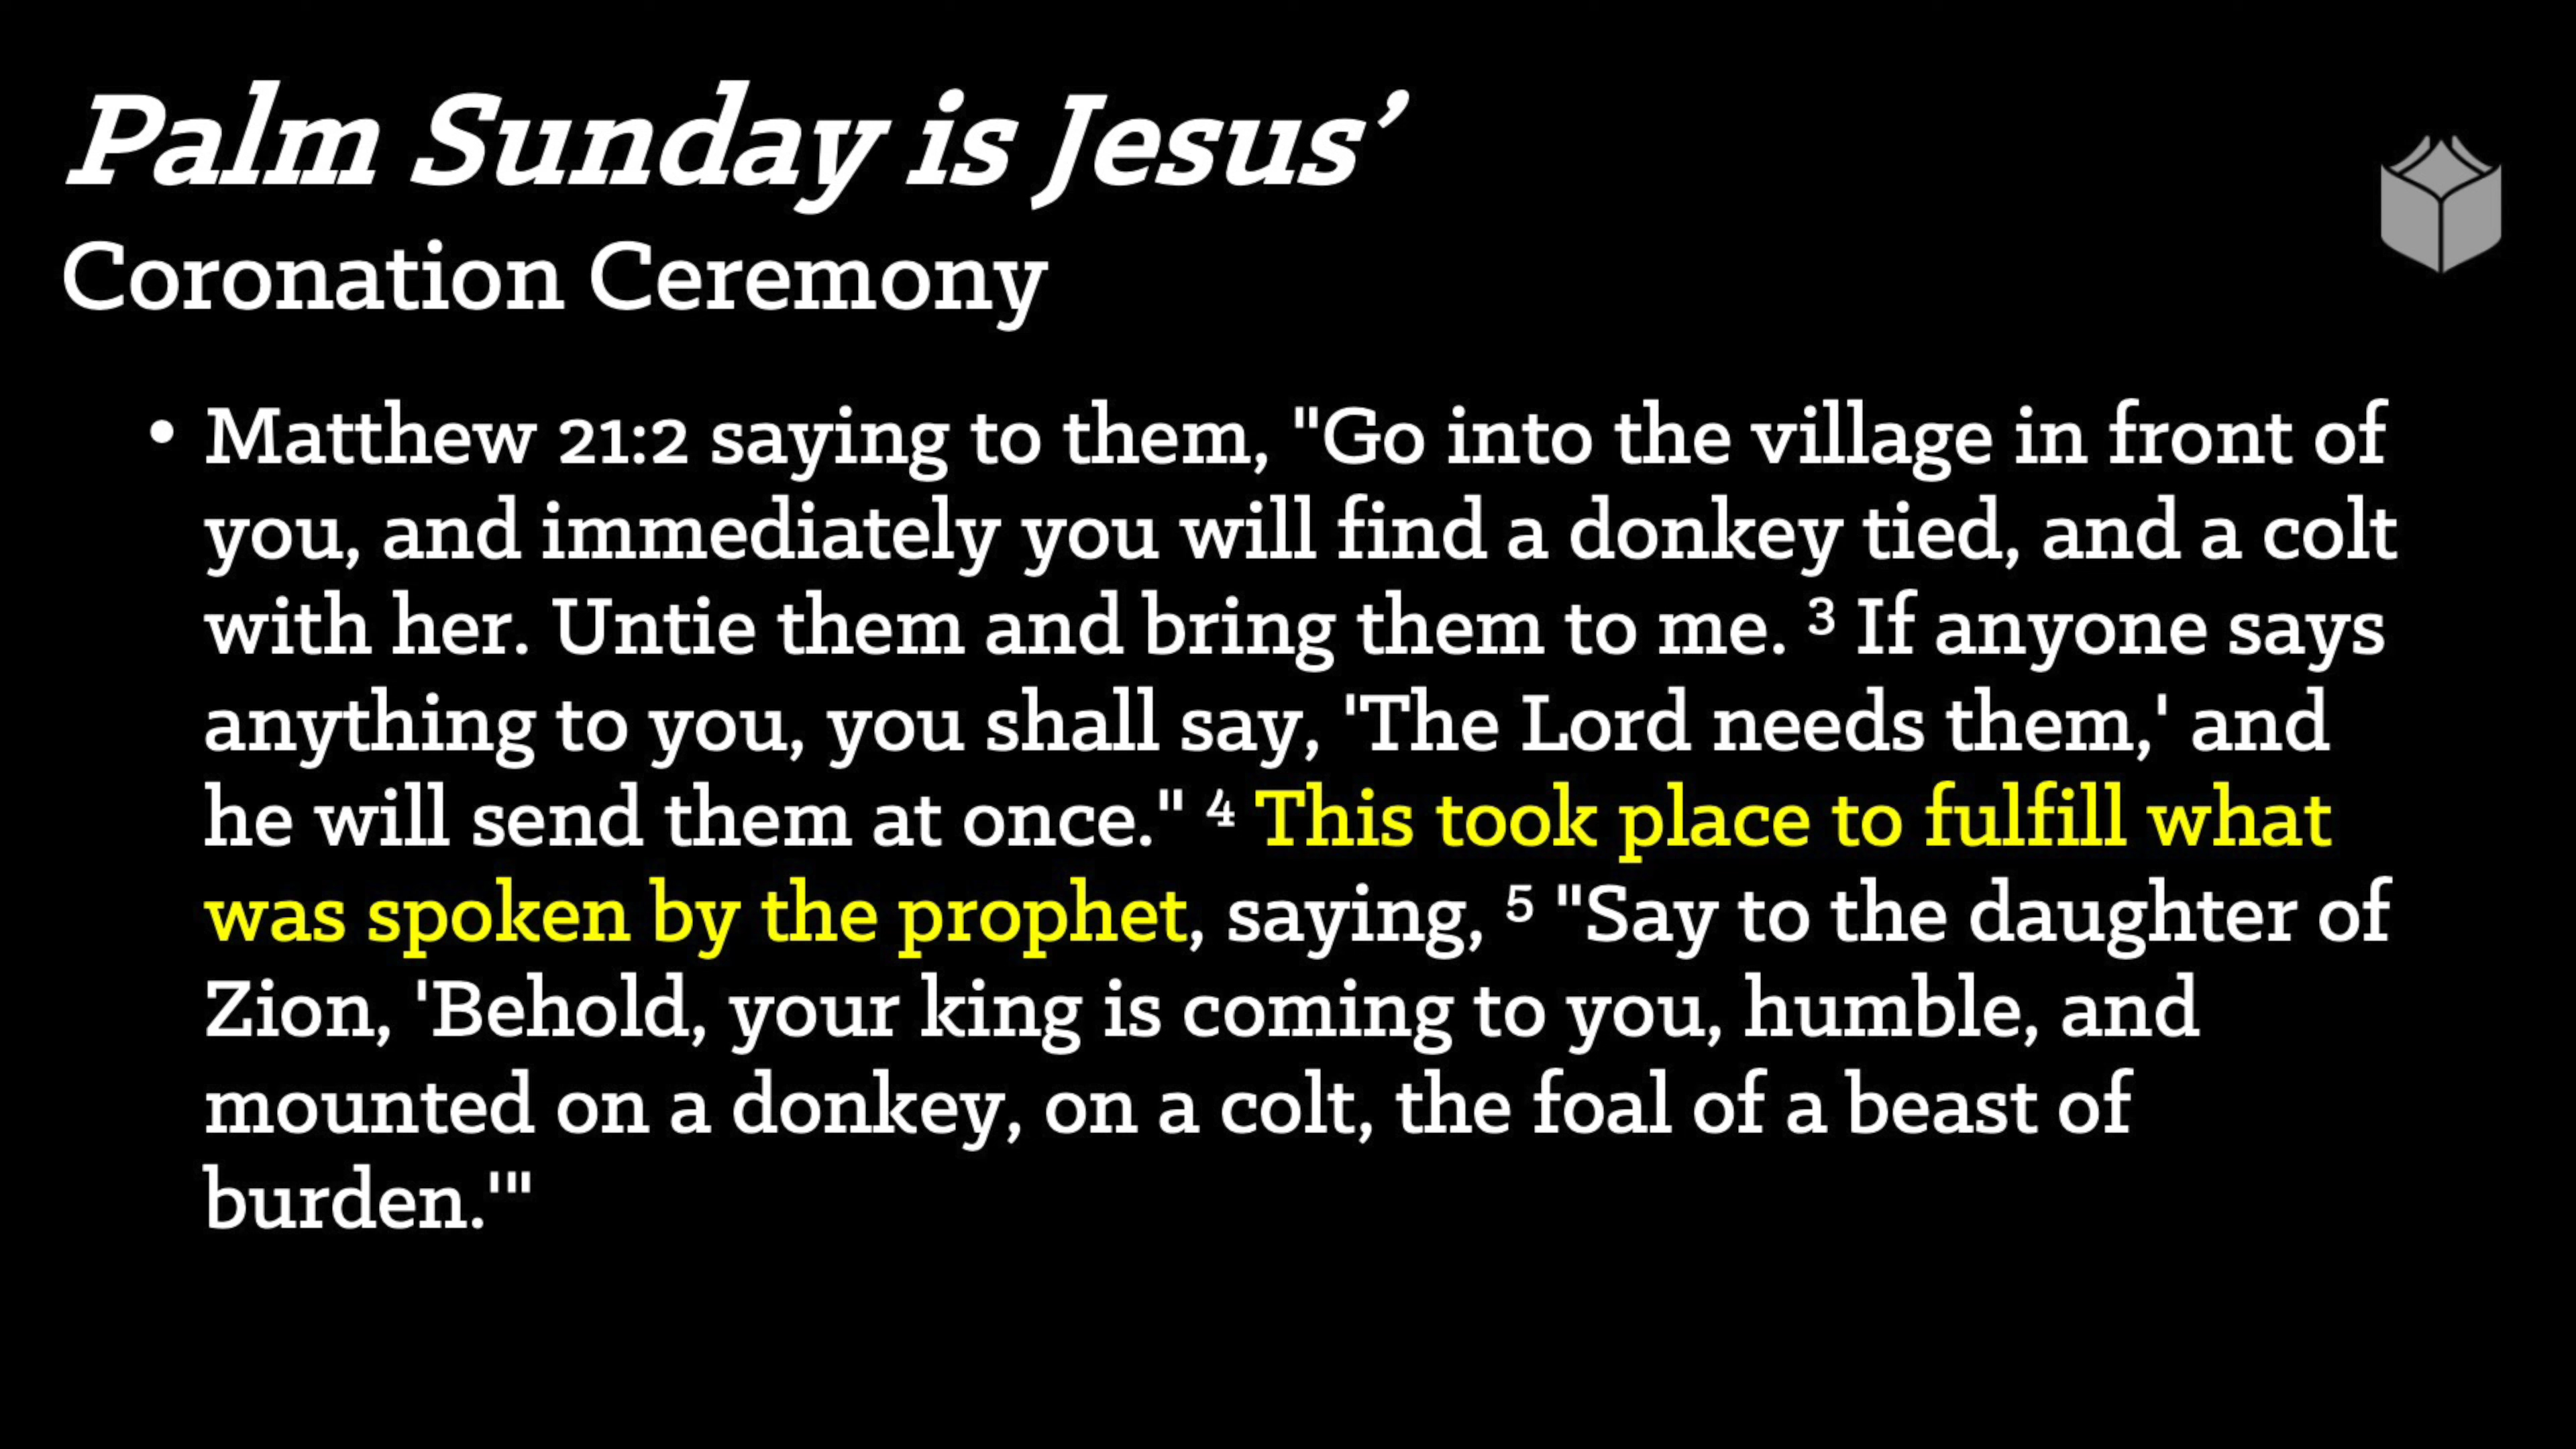 Palm Sunday is Jesus’
Coronation Ceremony
• Matthew 21:2 saying to them, "Go into the village in front of
you, and immediately you will find a donkey tied, and a colt
with her. Untie them and bring them to me. ³ If anyone says
anything to you, you shall say, 'The Lord needs them,' and
he will send them at once." ⁴ This took place to fulfill what
was spoken by the prophet, saying, ⁵ "Say to the daughter of
Zion, 'Behold, your king is coming to you, humble, and
mounted on a donkey, on a colt, the foal of a beast of
burden.'"